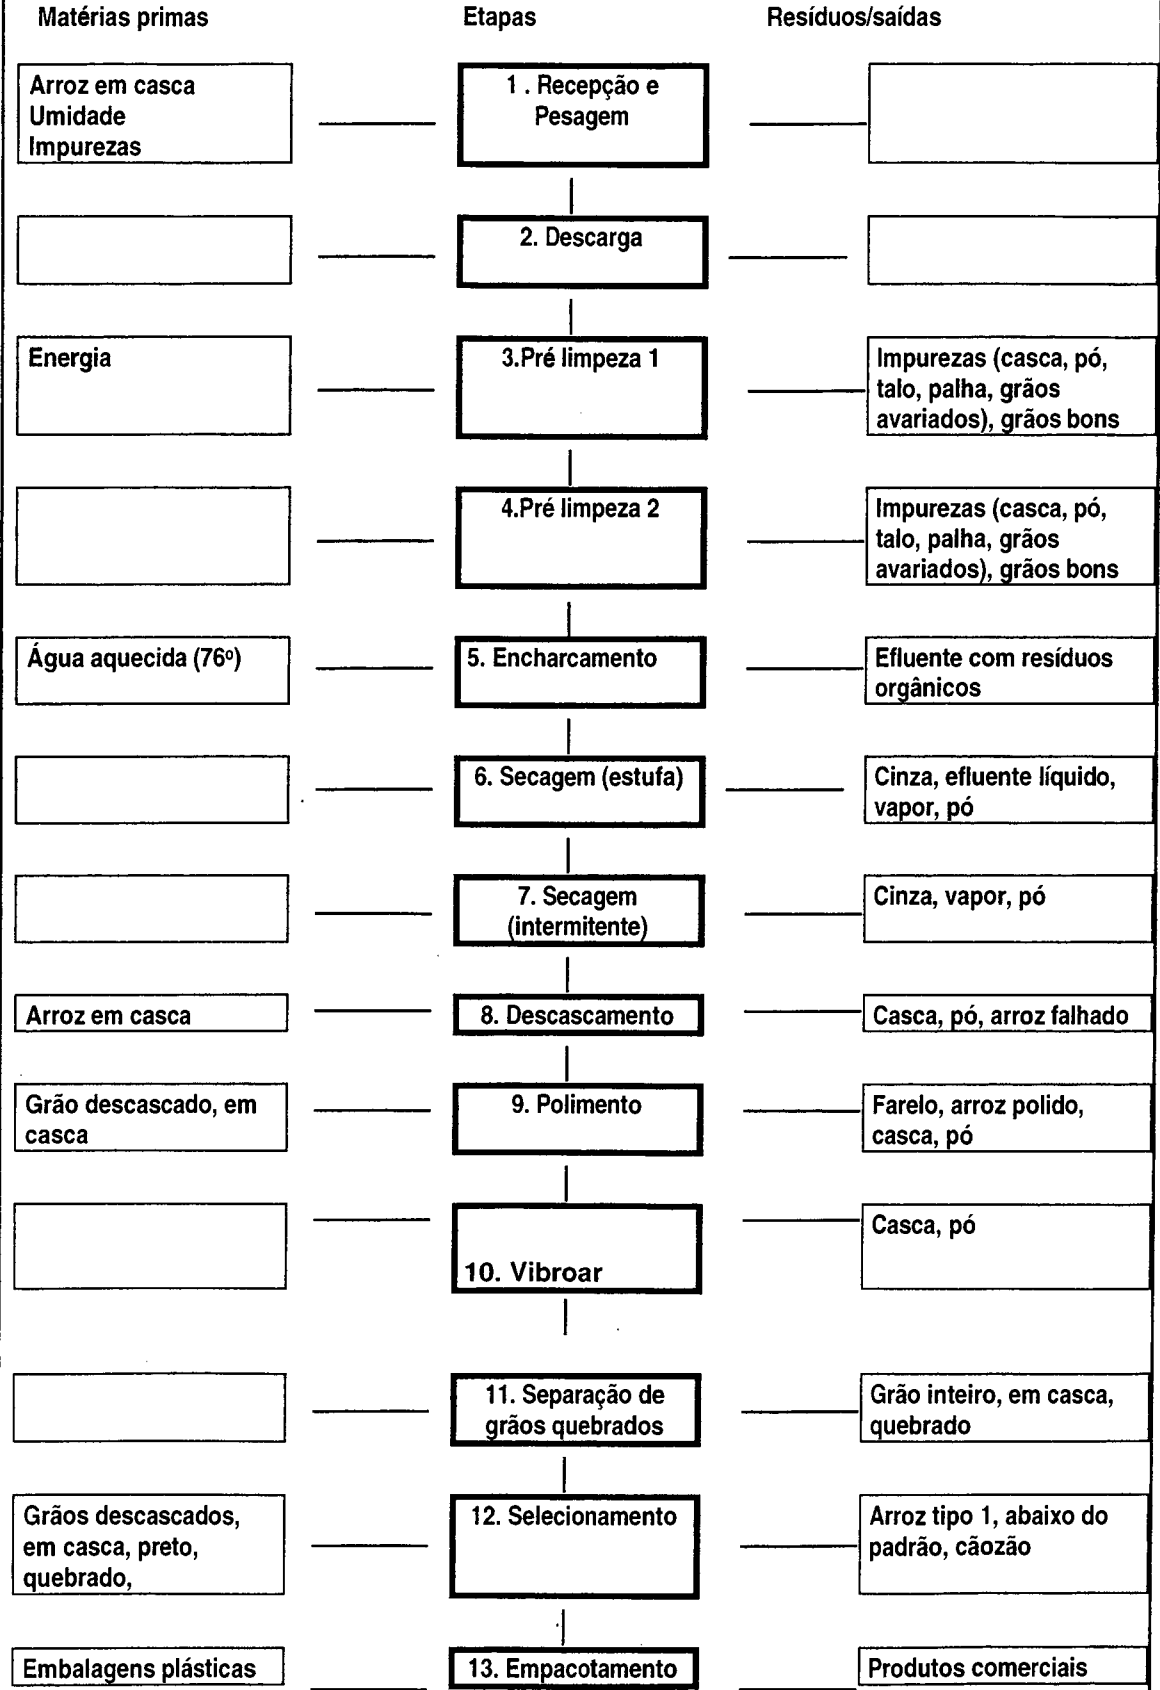 Matérias primas
Etapas
Resíduos/saídas
Arroz em casca
Umidade
Impurezas
1 . Recepção e
Pesagem
2. Descarga
Energia
3.Pré limpeza 1
Impurezas (casca, pó,
talo, palha, grãos
avariados), grãos bons
4.Pré limpeza 2
Impurezas (casca, pó,
talo, palha, grãos
avariados), grãos bons
Água aquecida (76º)
5. Encharcamento
Efluente com resíduos
orgânicos
6. Secagem (estufa)
Cinza, efluente líquido,
vapor, pó
7. Secagem
(intermitente)
Cinza, vapor, pó
Arroz em casca
8. Descascamento
Casca, pó, arroz falhado
Grão descascado, em
casca
9. Polimento
Farelo, arroz polido,
casca, pó
10. Vibroar
Casca, pó
11. Separação de
grãos quebrados
Grão inteiro, em casca,
quebrado
Grãos descascados,
em casca, preto,
quebrado,
12. Selecionamento
Arroz tipo 1, abaixo do
padrão, cãozão
Embalagens plásticas
13. Empacotamento
Produtos comerciais